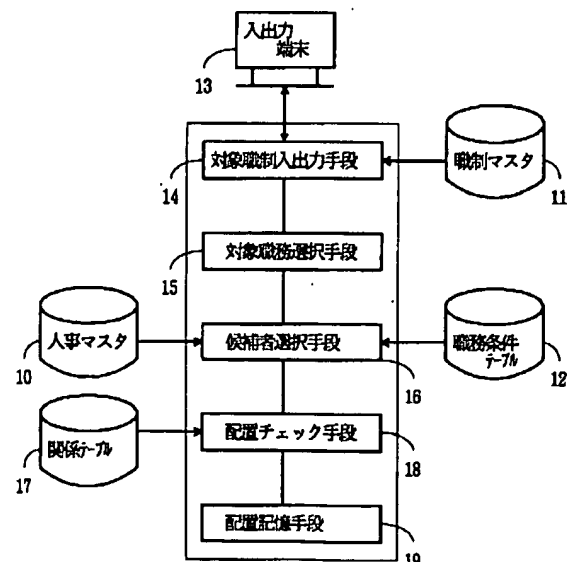 入出力
端末
13
対象職制入出力手段
14
職制マスタ
11
対象職務選択手段
15
人事マスタ
10
候補者選択手段
16
職務条件
テーブル
12
関係テーブル
17
配置チェック手段
18
配置記憶手段
19